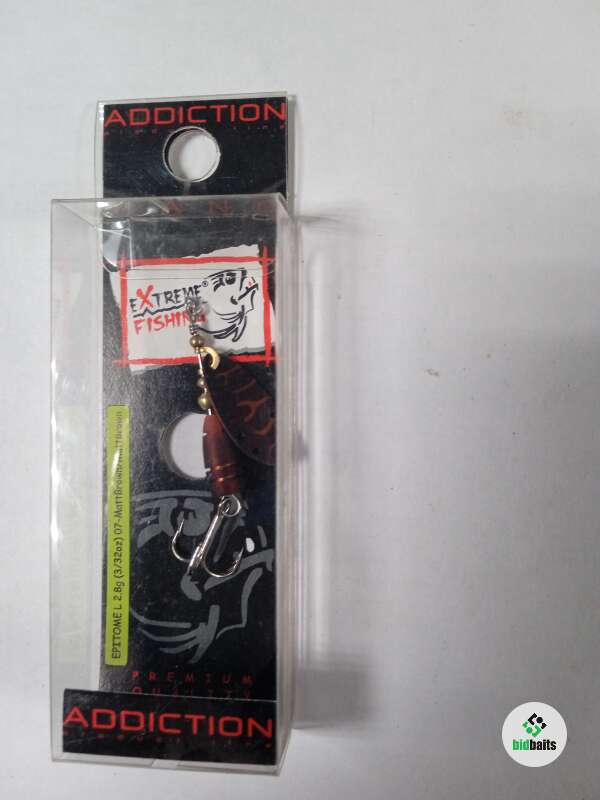 ADDICTION
EXTREME®
FISHING
EPITOME L 2.8g (3/32oz) 07-MattBrown/MattBrown
PREMIUM
QUALITY
ADDICTION
bidbaits